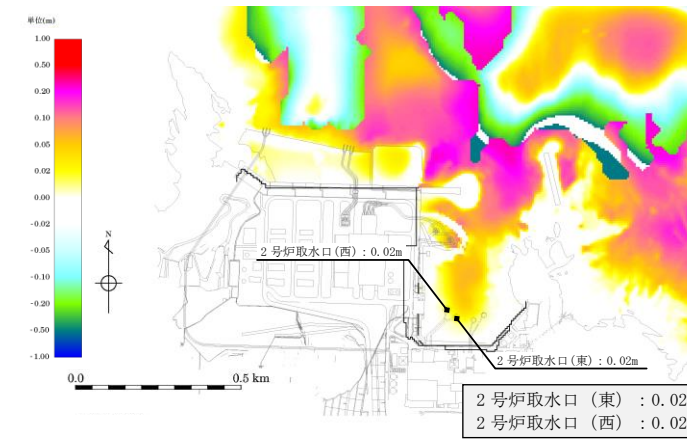 単位(m)
1.00
0.50
0.20
0.10
0.05
0.02
0.00
-0.02
-0.05
-0.10
-0.20
-0.50
-1.00
N
2号炉取水口(西)：0.02m
2号炉取水口(東)：0.02m
0.0 0.5 km
2号炉取水口（東）：0.02
2号炉取水口（西）：0.02